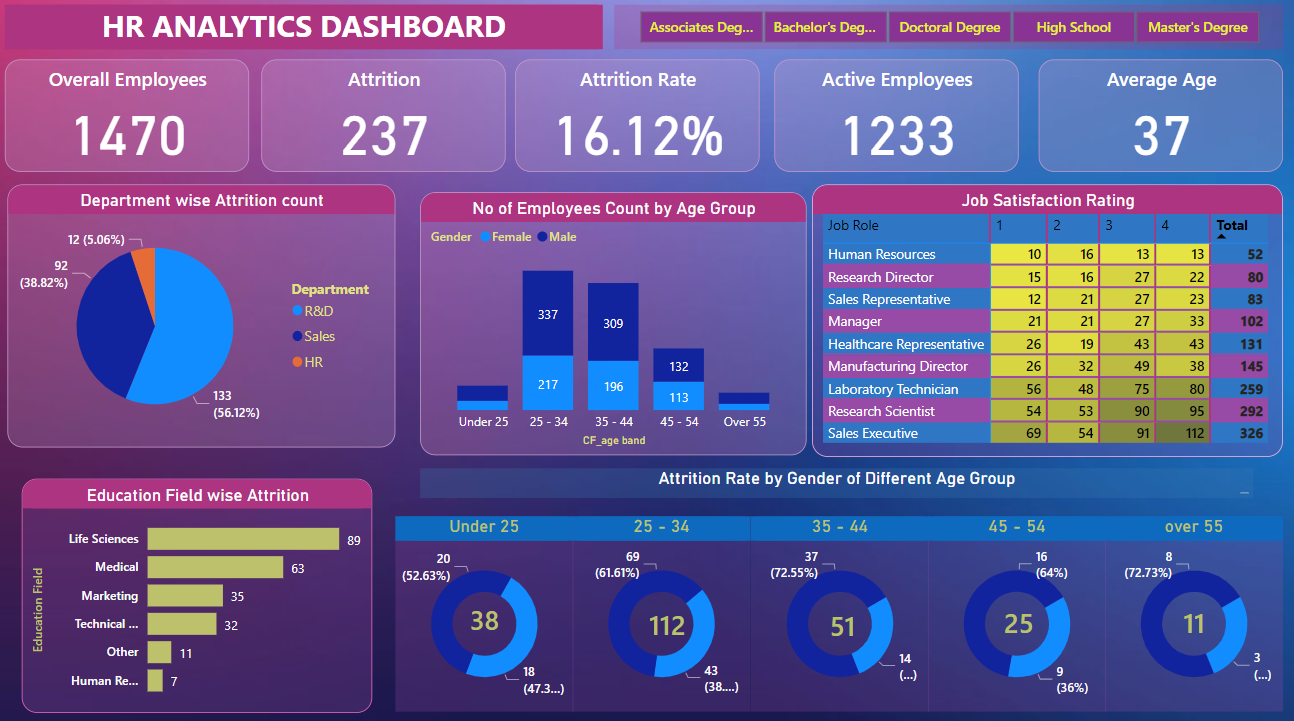 HR ANALYTICS DASHBOARD
Associates Deg... Bachelor's Deg... Doctoral Degree High School Master's Degree
Overall Employees
1470
Attrition
237
Attrition Rate
16.12%
Active Employees
1233
Average Age
37
Department wise Attrition count
12 (5.06%)
92
(38.82%)
133
(56.12%)
Department
R&D
Sales
HR
No of Employees Count by Age Group
Gender Female Male
337
309
217
196
132
113
Under 25 25 - 34 35 - 44 45 - 54 Over 55
CF_age band
Job Satisfaction Rating
Job Role 1 2 3 4 Total
Human Resources 10 16 13 13 52
Research Director 15 16 27 22 80
Sales Representative 12 21 27 23 83
Manager 21 21 27 33 102
Healthcare Representative 26 19 43 43 131
Manufacturing Director 26 32 49 38 145
Laboratory Technician 56 48 75 80 259
Research Scientist 54 53 90 95 292
Sales Executive 69 54 91 112 326
Education Field wise Attrition
Education Field
Life Sciences 89
Medical 63
Marketing 35
Technical ... 32
Other 11
Human Re... 7
Attrition Rate by Gender of Different Age Group
Under 25
20
(52.63%)
38
18
(47.3...)
25 - 34
69
(61.61%)
112
43
(38....)
35 - 44
37
(72.55%)
51
14
(...)
45 - 54
16
(64%)
25
9
(36%)
over 55
8
(72.73%)
11
3
(...)